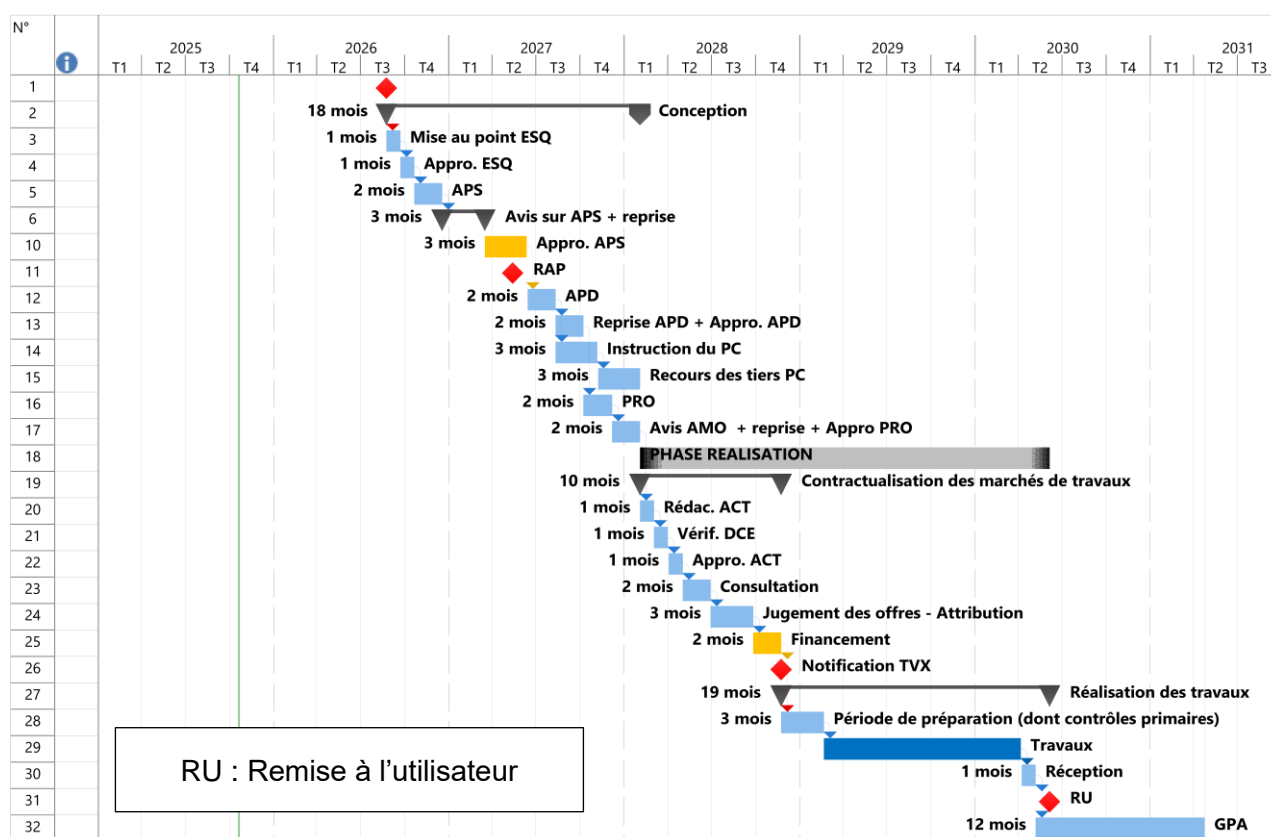 N°
2025 2026 2027 2028 2029 2030 2031
i T1 T2 T3 T4 T1 T2 T3 T4 T1 T2 T3 T4 T1 T2 T3 T4 T1 T2 T3 T4 T1 T2 T3 T4 T1 T2 T3
1
2 18 mois Conception
3 1 mois Mise au point ESQ
4 1 mois Appro. ESQ
5 2 mois APS
6 3 mois Avis sur APS + reprise
10 3 mois Appro. APS
11 RAP
12 2 mois APD
13 2 mois Reprise APD + Appro. APD
14 3 mois Instruction du PC
15 3 mois Recours des tiers PC
16 2 mois PRO
17 2 mois Avis AMO + reprise + Appro PRO
18 PHASE REALISATION
19 10 mois Contractualisation des marchés de travaux
20 1 mois Rédac. ACT
21 1 mois Vérif. DCE
22 1 mois Appro. ACT
23 2 mois Consultation
24 3 mois Jugement des offres - Attribution
25 2 mois Financement
26 Notification TVX
27 19 mois Réalisation des travaux
28 3 mois Période de préparation (dont contrôles primaires)
29 Travaux
30 1 mois Réception
31 RU
32 12 mois GPA
RU : Remise à l’utilisateur